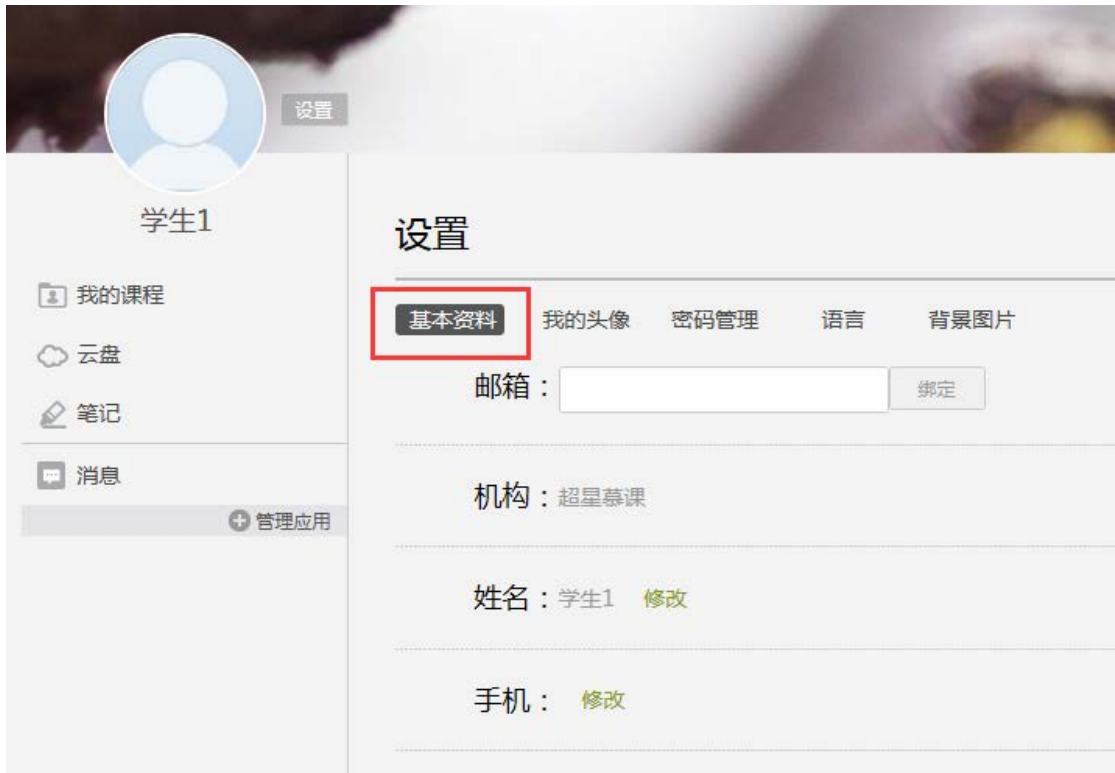 设置
学生1
我的课程
云盘
笔记
消息
管理应用
设置
基本资料 我的头像 密码管理 语言 背景图片
邮箱： 绑定
机构：超星慕课
姓名：学生1 修改
手机： 修改